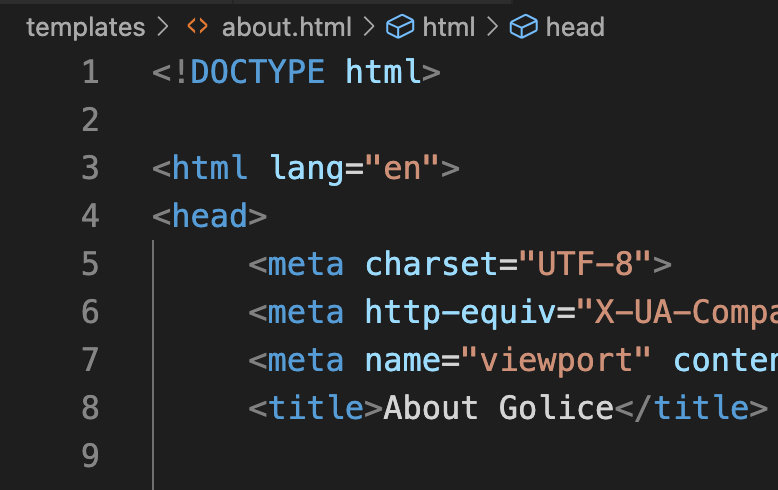 templates > <> about.html > html > head
1 <!DOCTYPE html>
2
3 <html lang="en">
4 <head>
5 <meta charset="UTF-8">
6 <meta http-equiv="X-UA-Compa
7 <meta name="viewport" conten
8 <title>About Golice</title>
9